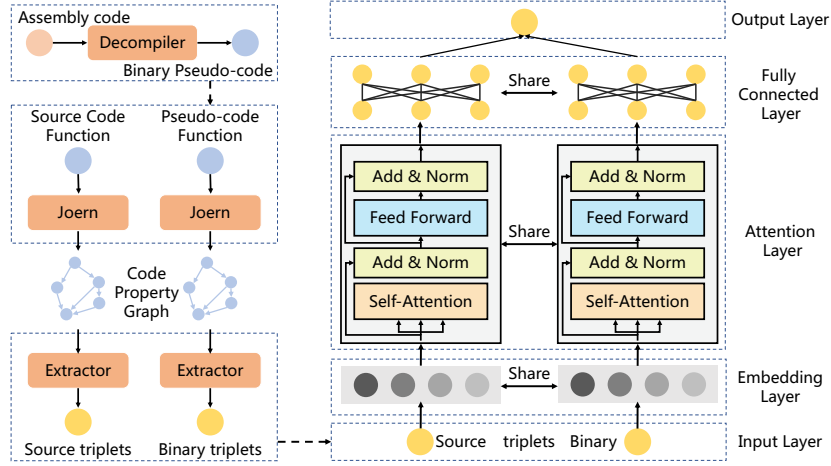 Assembly code
Decompiler
Binary Pseudo-code
Source Code
Function
Pseudo-code
Function
Joern
Joern
Code
Property
Graph
Extractor
Extractor
Source triplets
Binary triplets
Output Layer
Share
Fully
Connected
Layer
Add & Norm
Add & Norm
Feed Forward
Feed Forward
Share
Add & Norm
Add & Norm
Self-Attention
Self-Attention
Attention
Layer
Share
Embedding
Layer
Source triplets Binary
Input Layer